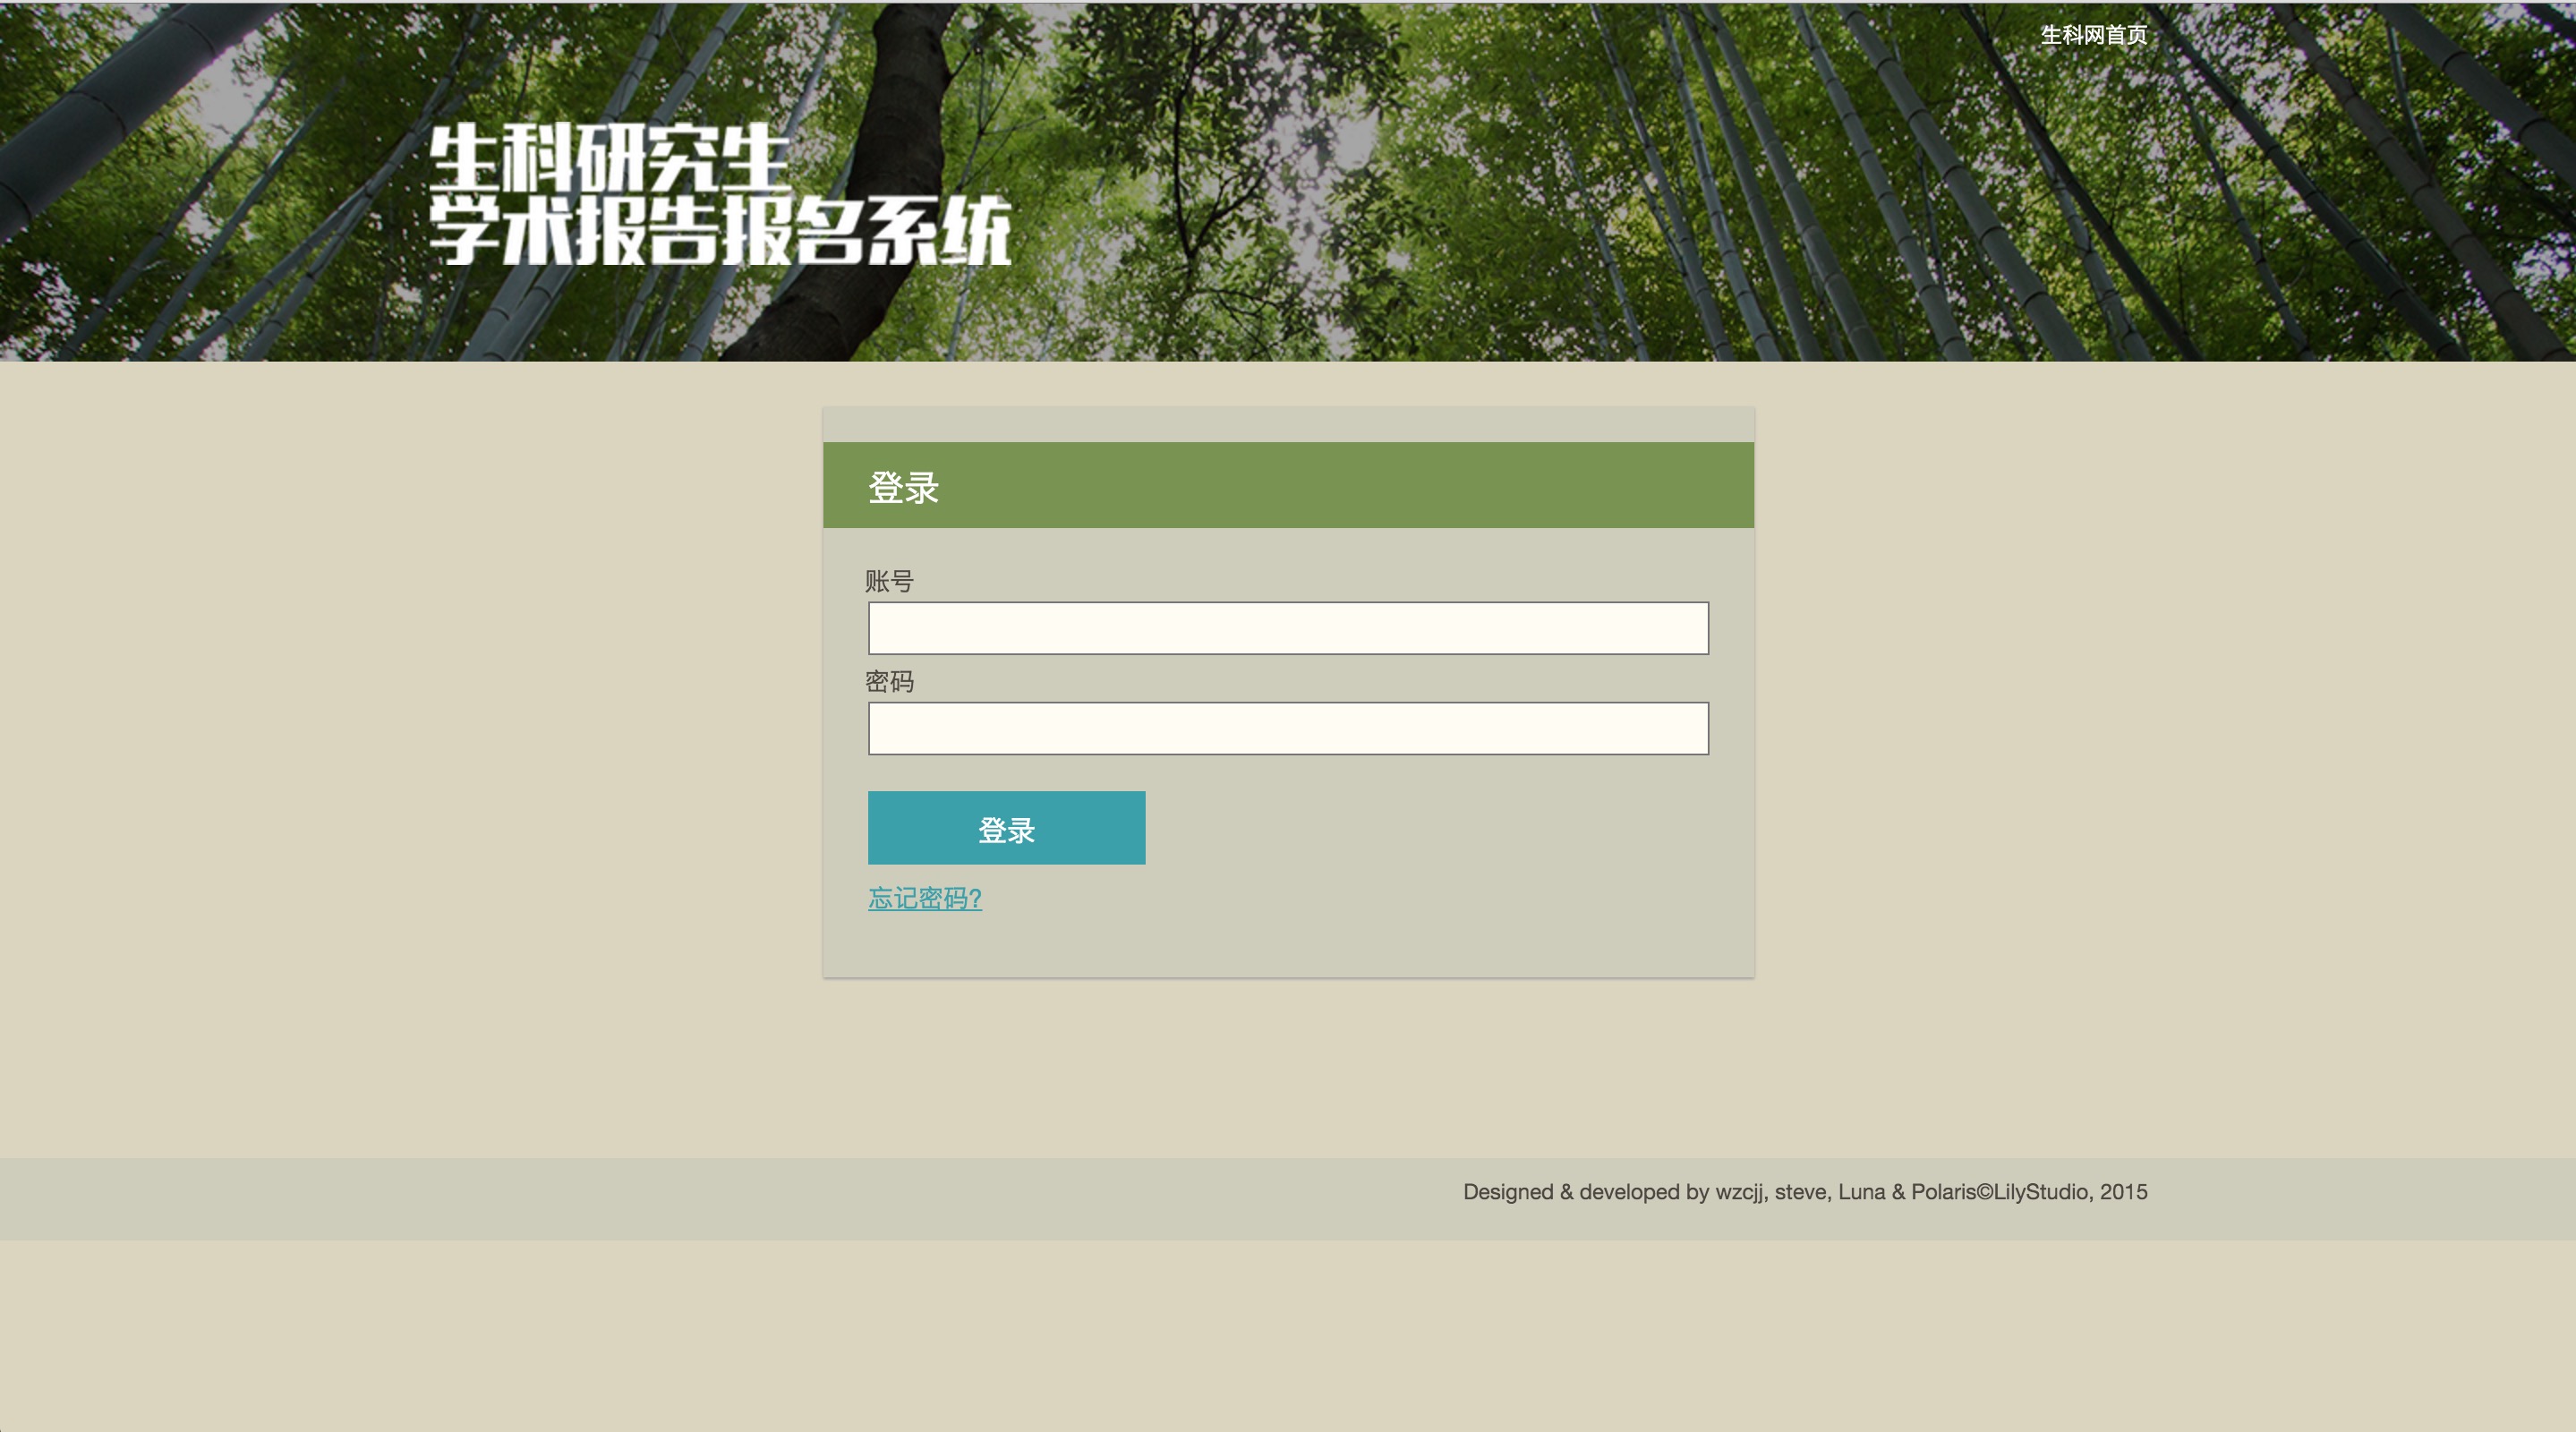 生科网首页
生科研究生
学术报告报名系统
登录
账号
密码
登录
忘记密码?
Designed & developed by wzcjj, steve, Luna & Polaris©LilyStudio, 2015